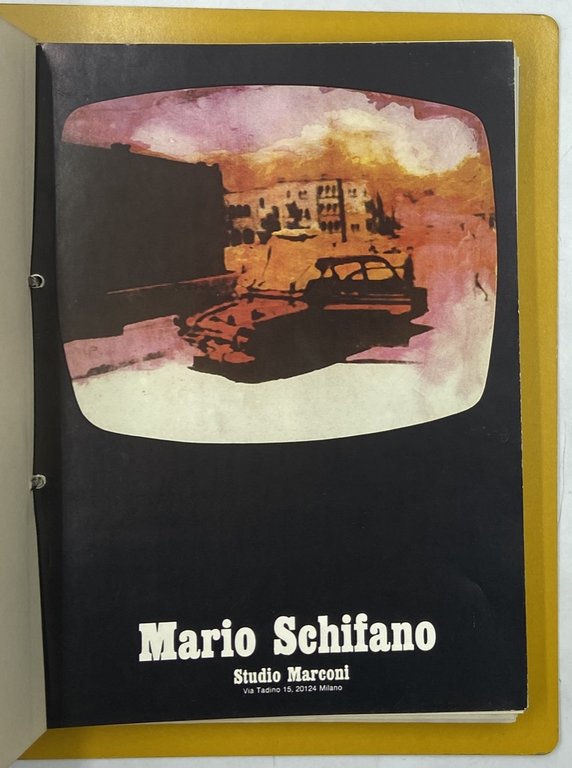 Mario Schifano
Studio Marconi
Via Tadino 15, 20124 Milano